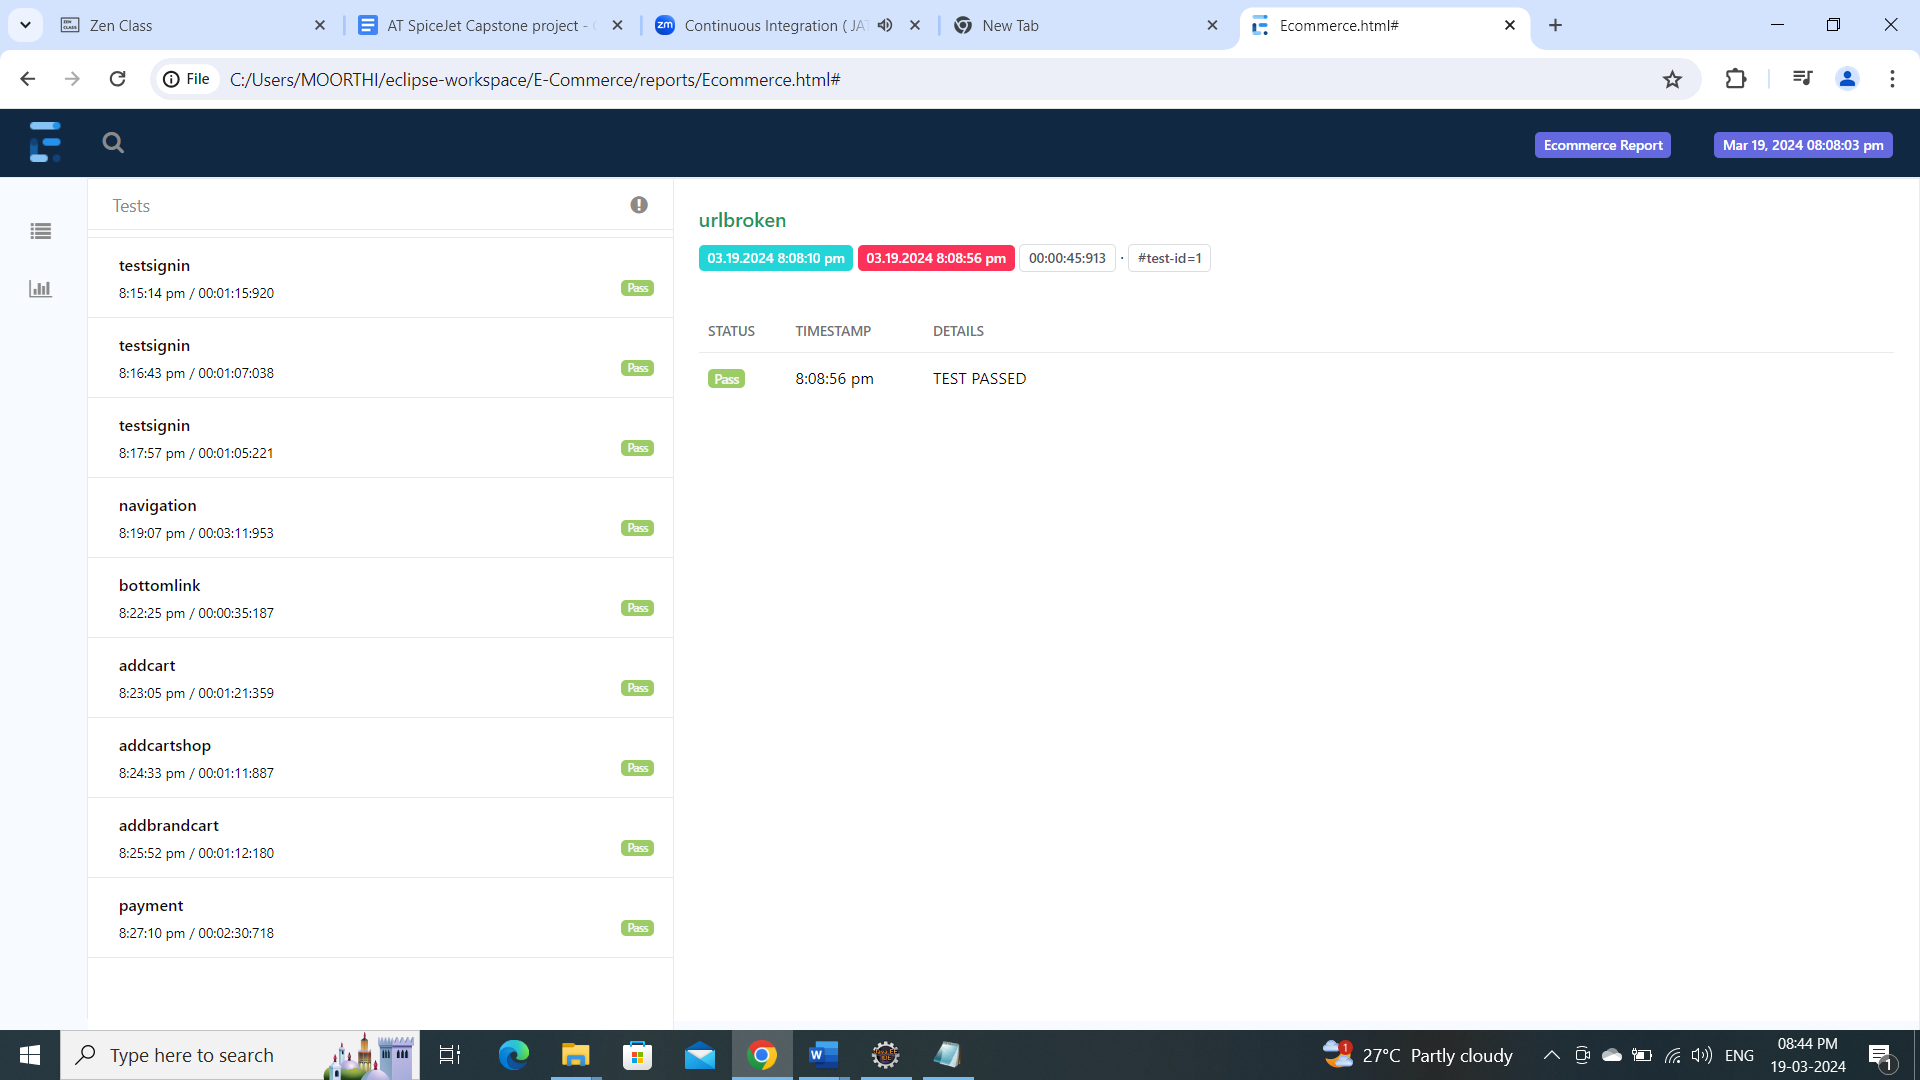 Zen Class
AT SpiceJet Capstone project -
Continuous Integration ( JA
New Tab
Ecommerce.html#
File
C:/Users/MOORTHI/eclipse-workspace/E-Commerce/reports/Ecommerce.html#
Ecommerce Report
Mar 19, 2024 08:08:03 pm
Tests
testsignin
8:15:14 pm / 00:01:15:920
Pass
testsignin
8:16:43 pm / 00:01:07:038
Pass
testsignin
8:17:57 pm / 00:01:05:221
Pass
navigation
8:19:07 pm / 00:03:11:953
Pass
bottomlink
8:22:25 pm / 00:00:35:187
Pass
addcart
8:23:05 pm / 00:01:21:359
Pass
addcartshop
8:24:33 pm / 00:01:11:887
Pass
addbrandcart
8:25:52 pm / 00:01:12:180
Pass
payment
8:27:10 pm / 00:02:30:718
Pass
urlbroken
03.19.2024 8:08:10 pm 03.19.2024 8:08:56 pm 00:00:45:913 · #test-id=1
STATUS TIMESTAMP DETAILS
Pass 8:08:56 pm TEST PASSED
Type here to search
27°C Partly cloudy
ENG
08:44 PM
19-03-2024
1